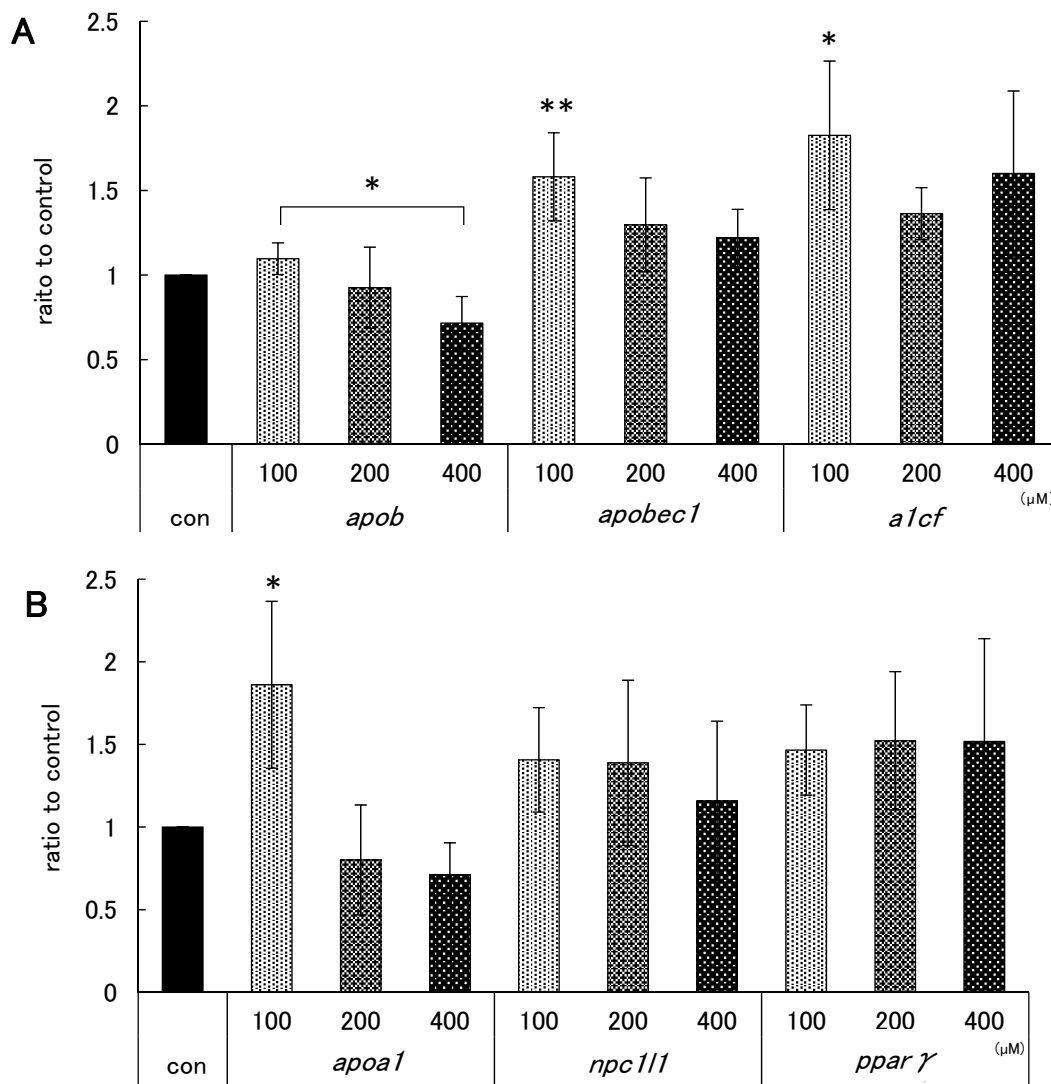 A
2.5
2
1.5
1
0.5
0
raito to control
*
**
*
100 200 400 100 200 400 100 200 400 (μM)
con apob apobec1 a1cf
B
2.5
2
1.5
1
0.5
0
ratio to control
*
100 200 400 100 200 400 100 200 400 (μM)
con apoa1 npc1l1 pparγ